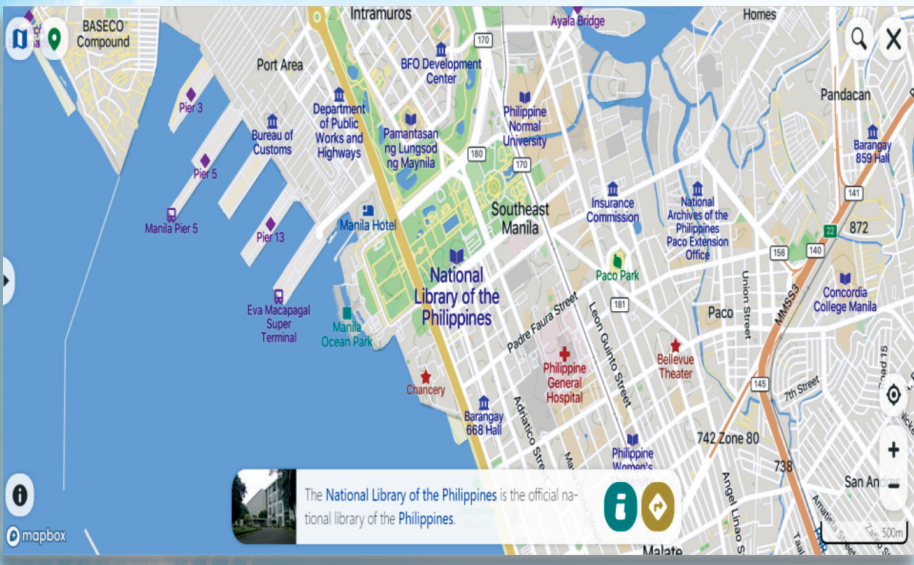 Intramuros
Ayala Bridge
Homes
BASECO
Compound
170
BFO Development
Center
Port Area
Pandacan
Pier 3
Department
of Public
Works and
Highways
Bureau of
Customs
Pamantasan
ng Lungsod
ng Maynila
Philippine
Normal
University
Barangay
859 Hall
180
170
Pier 5
141
Manila Pier 5
Manila Hotel
Pier 13
Southeast
Manila
Insurance
Commission
National
Archives of the
Philippines
Paco Extension
Office
22
872
156
140
National
Library of the
Philippines
Paco Park
Concordia
College Manila
Eva Macapagal
Super
Terminal
Manila
Ocean Park
Padre Faura Street
181
Leon Guinto Street
Paco
Union Street
MMSS3
Philippine
General
Hospital
Bellevue
Theater
Chancery
145
7th Street
Barangay
668 Hall
Adriatico Stre
742 Zone 80
Philippine
Women's
738
Angel Linao S
San And
The National Library of the Philippines is the official na-
tional library of the Philippines.
mapbox
Malate
500m